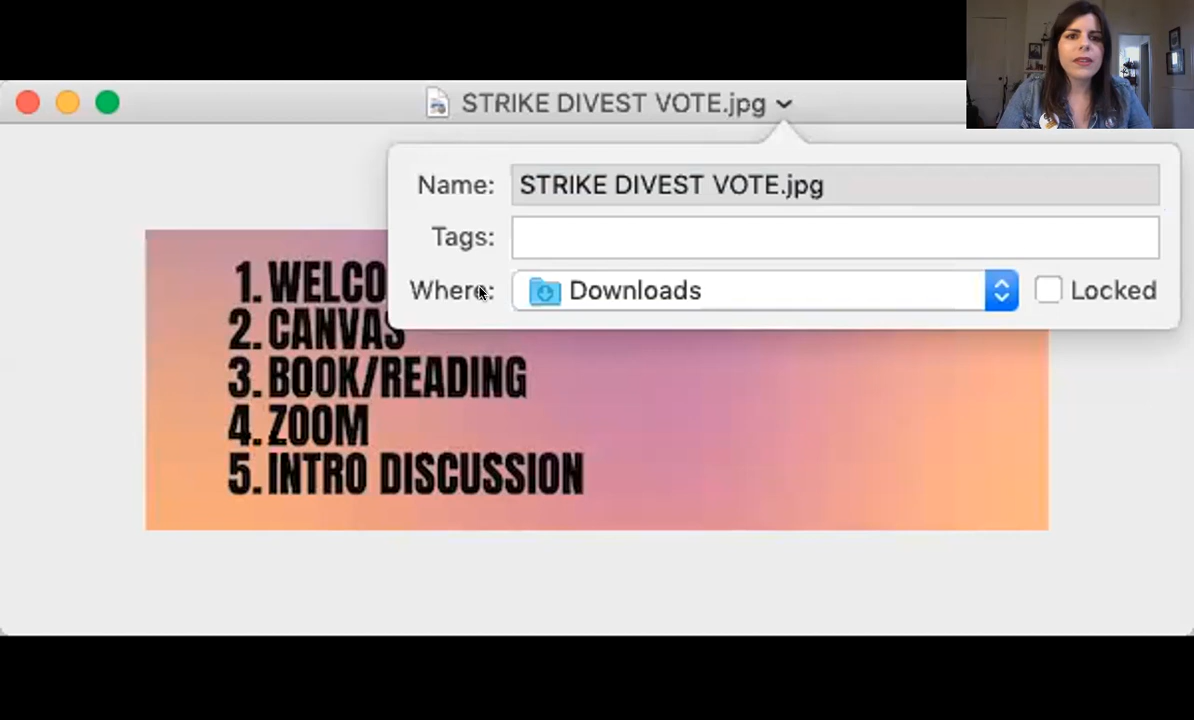 STRIKE DIVEST VOTE.jpg
Name: STRIKE DIVEST VOTE.jpg
Tags:
Where: Downloads Locked
1. WELCO
2. CANVAS
3. BOOK/READING
4. ZOOM
5. INTRO DISCUSSION